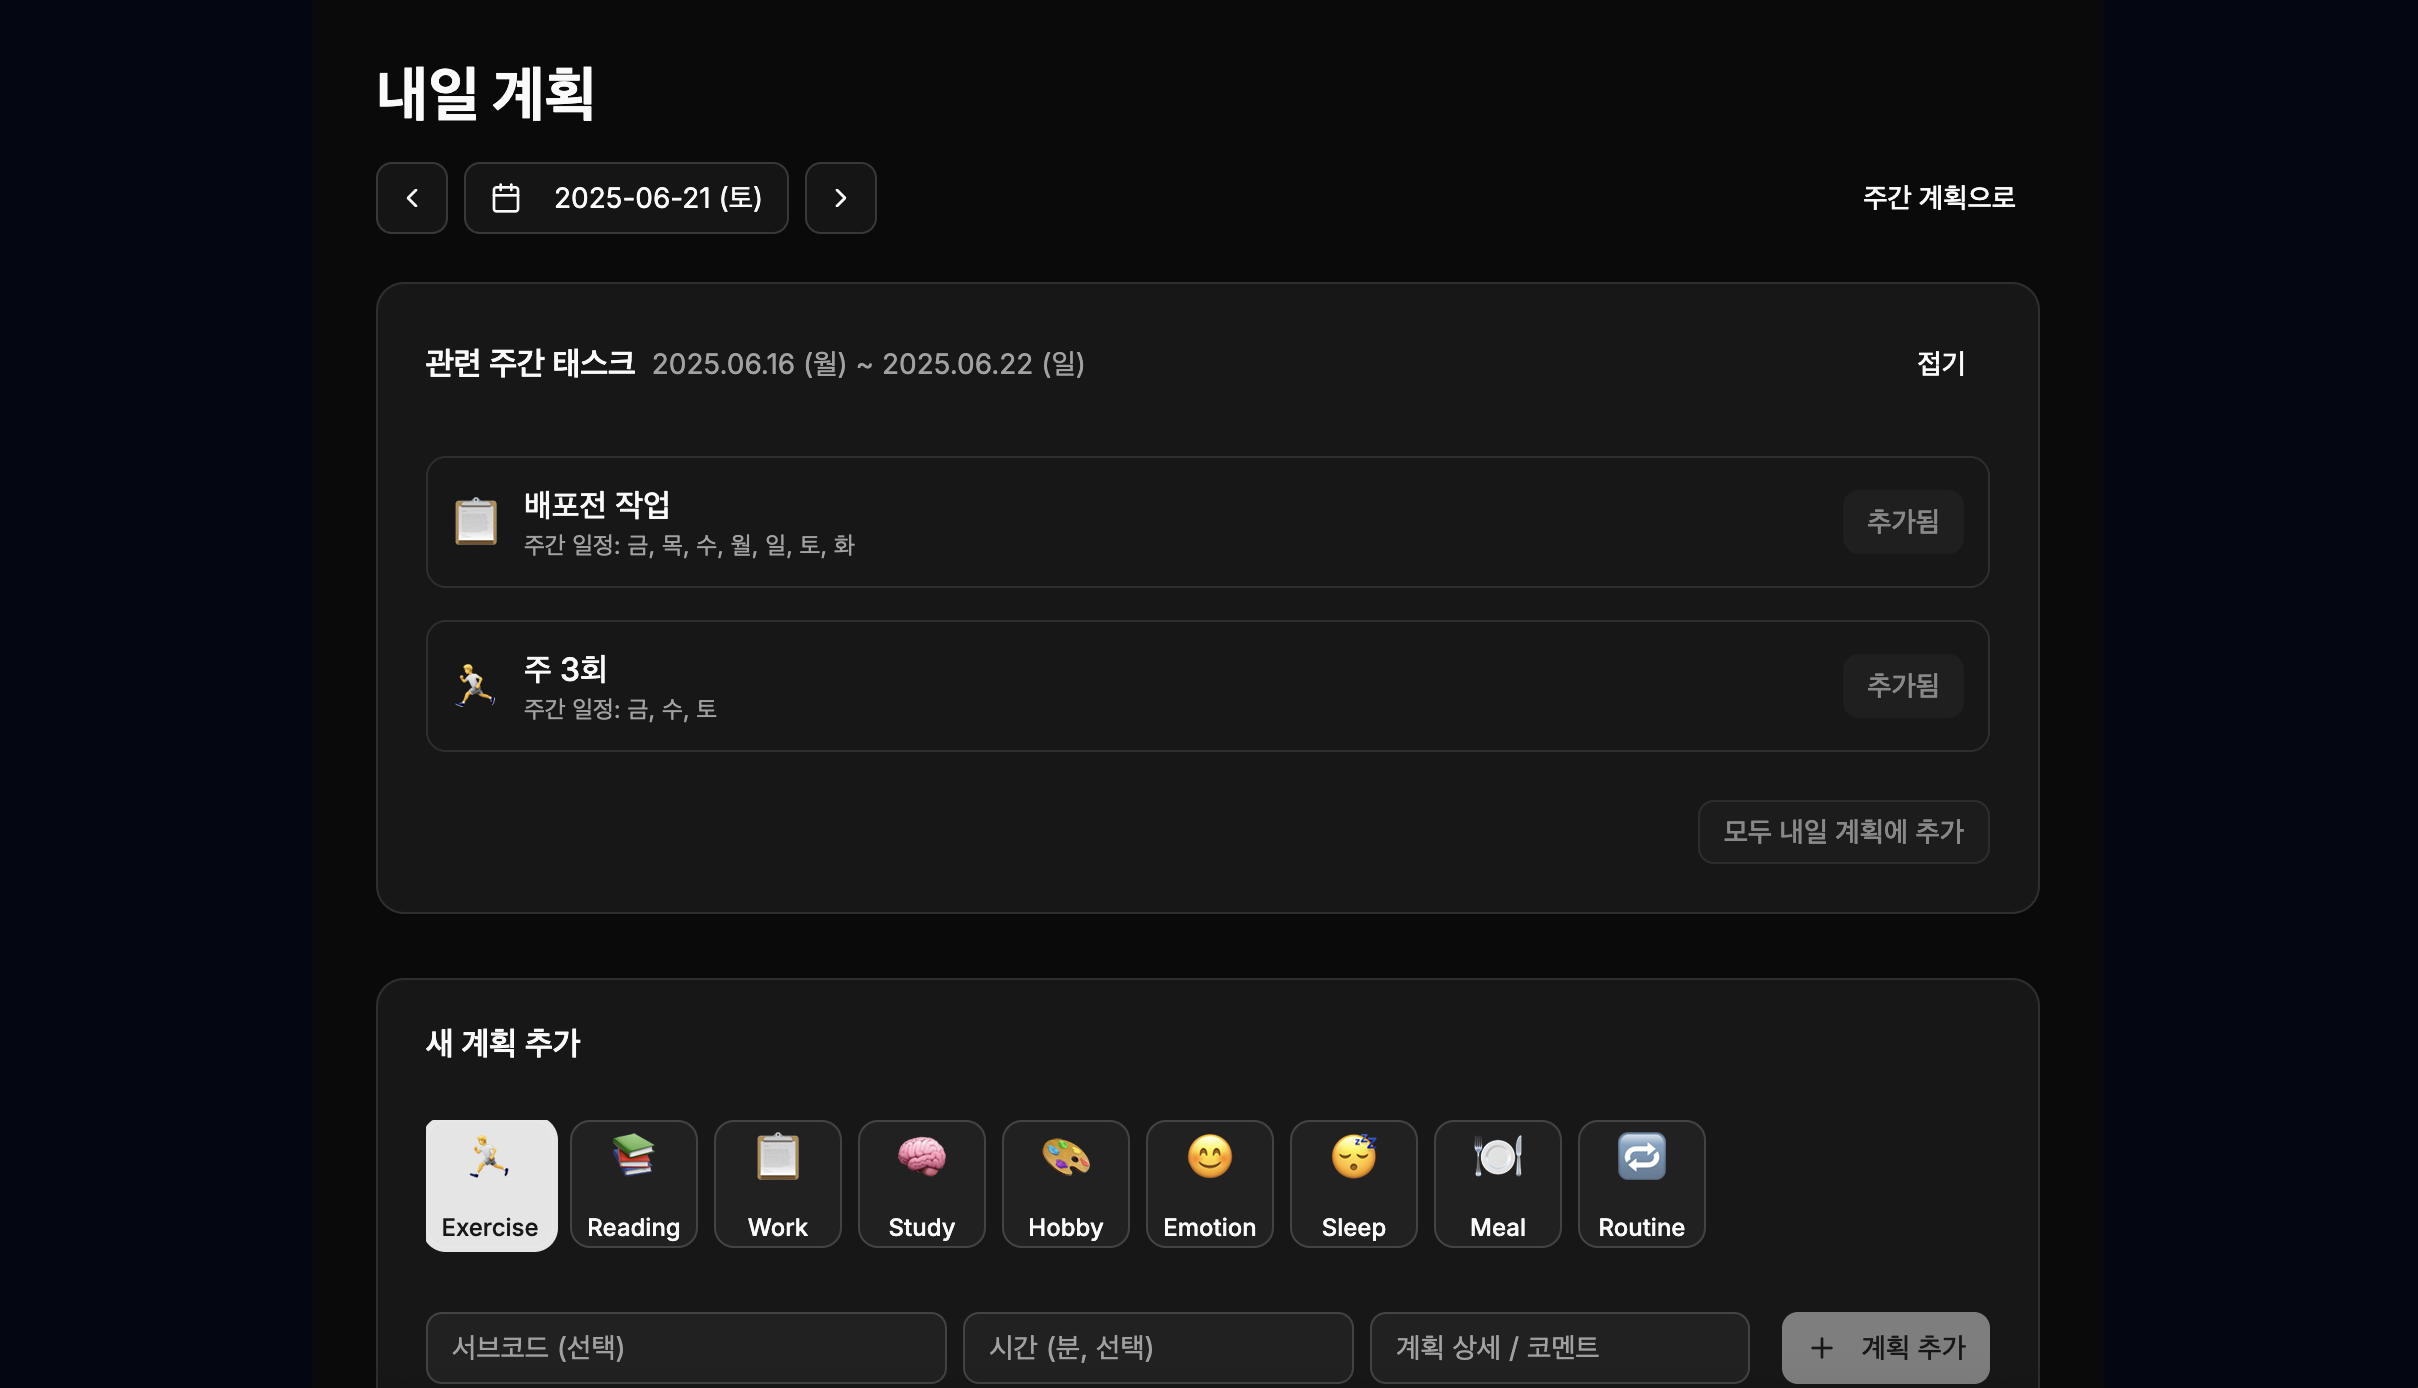 내일 계획
2025-06-21 (토)
주간 계획으로
관련 주간 태스크 2025.06.16 (월) ~ 2025.06.22 (일)
접기
배포전 작업
주간 일정: 금, 목, 수, 월, 일, 토, 화
추가됨
주 3회
주간 일정: 금, 수, 토
추가됨
모두 내일 계획에 추가
새 계획 추가
Exercise
Reading
Work
Study
Hobby
Emotion
Sleep
Meal
Routine
서브코드 (선택)
시간 (분, 선택)
계획 상세 / 코멘트
+ 계획 추가